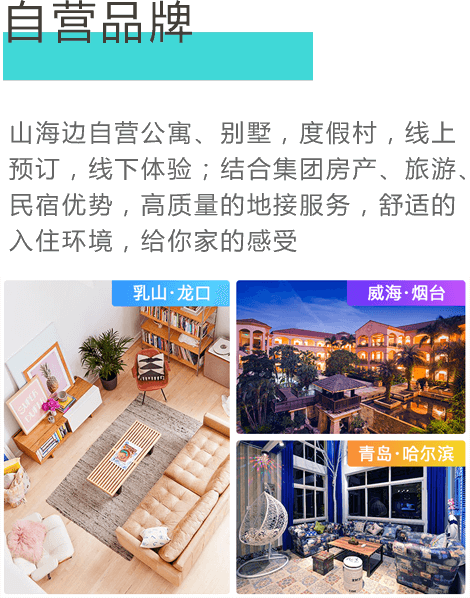 自营品牌
山海边自营公寓、别墅，度假村，线上
预订，线下体验；结合集团房产、旅游、
民宿优势，高质量的地接服务，舒适的
入住环境，给你家的感受
乳山·龙口
威海·烟台
青岛·哈尔滨